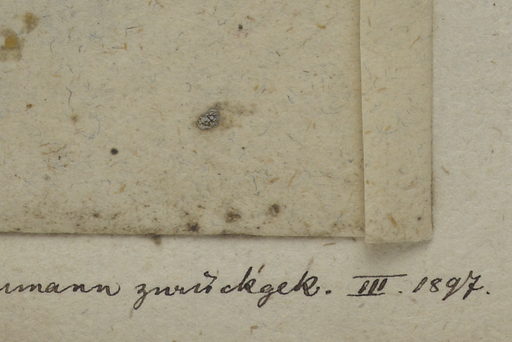 umann zurückgek. III. 1897.